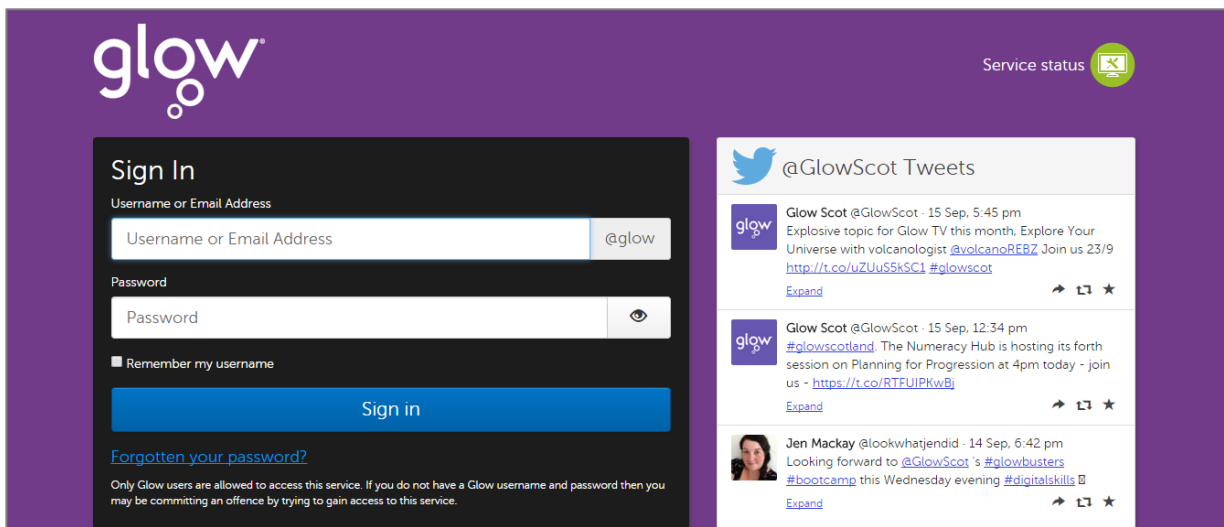 glow
Service status
Sign In
Username or Email Address
Username or Email Address
@glow
Password
Password
Remember my username
Sign in
Forgotten your password?
Only Glow users are allowed to access this service. If you do not have a Glow username and password then you
may be committing an offence by trying to gain access to this service.
@GlowScot Tweets
glow
Glow Scot @GlowScot · 15 Sep, 5:45 pm
Explosive topic for Glow TV this month, Explore Your
Universe with volcanologist @volcanoREBZ Join us 23/9
http://t.co/uZUuS5kSC1 #glowscot
Expand
glow
Glow Scot @GlowScot · 15 Sep, 12:34 pm
#glowscotland. The Numeracy Hub is hosting its forth
session on Planning for Progression at 4pm today - join
us - https://t.co/RTFUIPKwBj
Expand
Jen Mackay @lookwhatjendid · 14 Sep, 6:42 pm
Looking forward to @GlowScot 's #glowbusters
#bootcamp this Wednesday evening #digitalskills
Expand